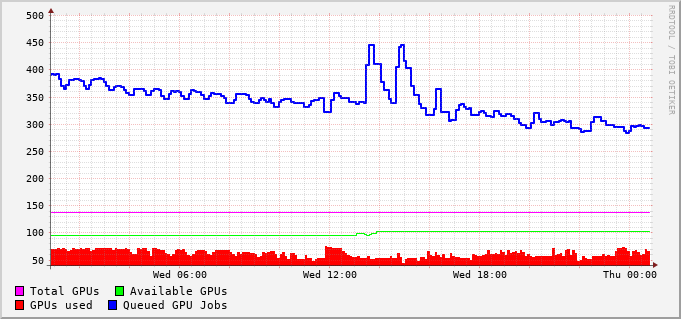 500
450
400
350
300
250
200
150
100
50
Wed 06:00 Wed 12:00 Wed 18:00 Thu 00:00
Total GPUs Available GPUs
GPUs used Queued GPU Jobs
RRDTOOL / TOBI OETIKER